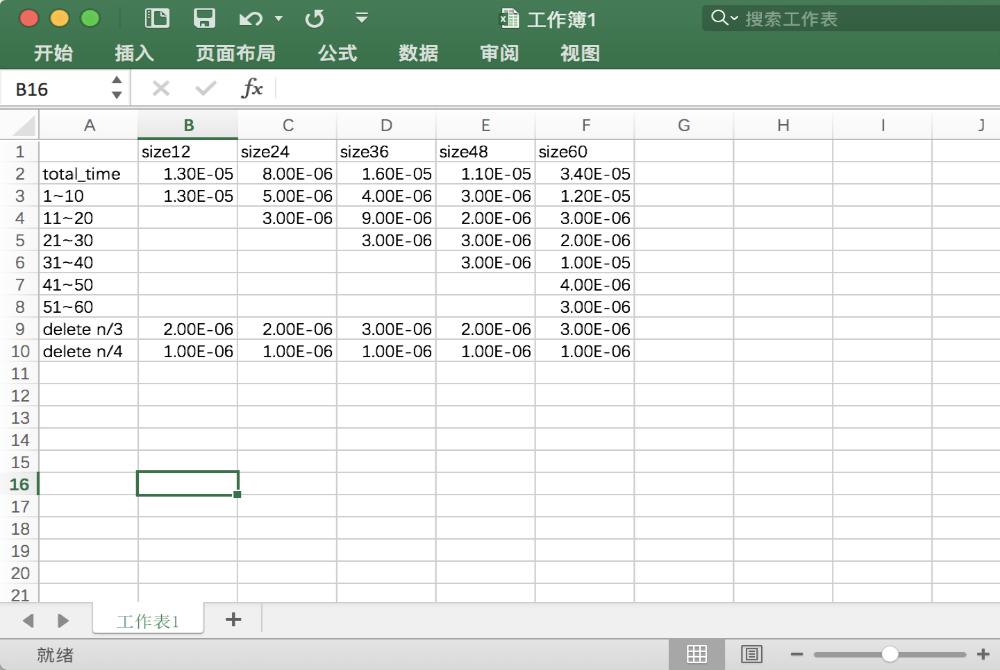 工作簿1
搜索工作表
开始 插入 页面布局 公式 数据 审阅 视图
B16 fx
A B C D E F G H I J
1 size12 size24 size36 size48 size60
2 total_time 1.30E-05 8.00E-06 1.60E-05 1.10E-05 3.40E-05
3 1~10 1.30E-05 5.00E-06 4.00E-06 3.00E-06 1.20E-05
4 11~20 3.00E-06 9.00E-06 2.00E-06 3.00E-06
5 21~30 3.00E-06 3.00E-06 2.00E-06
6 31~40 3.00E-06 1.00E-05
7 41~50 4.00E-06
8 51~60 3.00E-06
9 delete n/3 2.00E-06 2.00E-06 3.00E-06 2.00E-06 3.00E-06
10 delete n/4 1.00E-06 1.00E-06 1.00E-06 1.00E-06 1.00E-06
11
12
13
14
15
16
17
18
19
20
21
工作表1
就绪